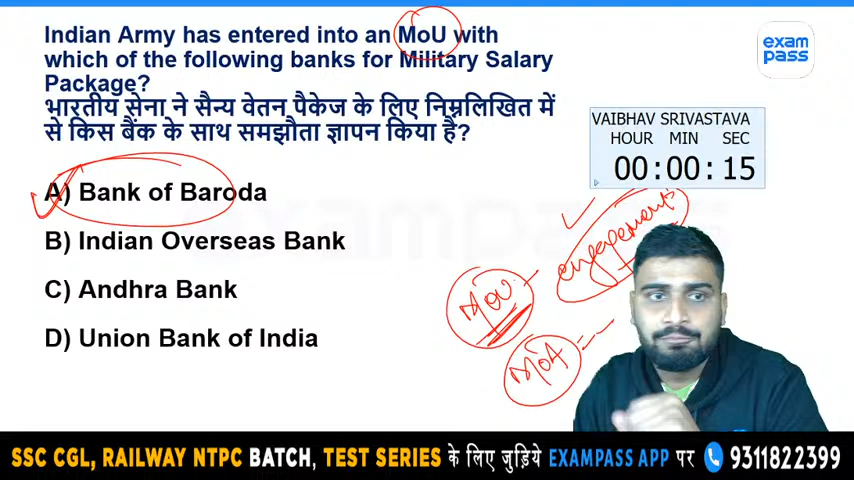 Indian Army has entered into an MoU with
which of the following banks for Military Salary
Package?
भारतीय सेना ने सैन्य वेतन पैकेज के लिए निम्नलिखित में
से किस बैंक के साथ समझौता ज्ञापन किया है?
exam
pass
VAIBHAV SRIVASTAVA
HOUR MIN SEC
00:00:15
A) Bank of Baroda
B) Indian Overseas Bank
C) Andhra Bank
D) Union Bank of India
MOU - engagements
MOA = -
exampass
SSC CGL, RAILWAY NTPC BATCH, TEST SERIES के लिए जुड़िये EXAMPASS APP पर 9311822399